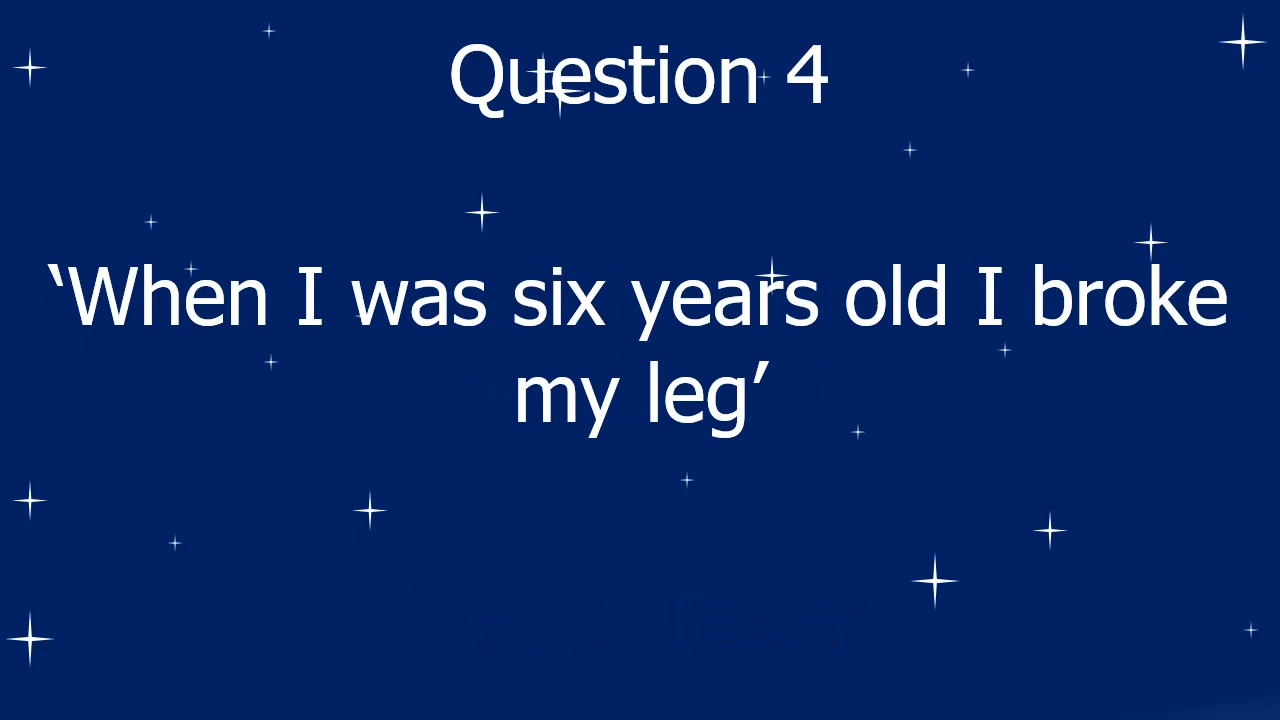 Question 4
‘When I was six years old I broke
my leg’